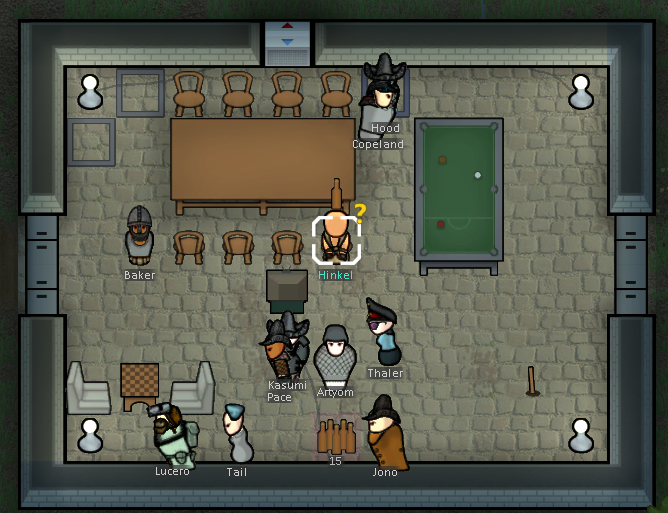 Hood
Copeland
?
Baker
Hinkel
Thaler
Kasumi
Pace
Artyom
Lucero
Tail
15
Jono